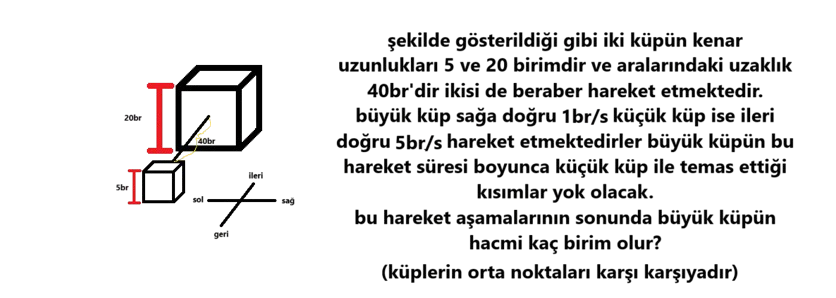 şekilde gösterildiği gibi iki küpün kenar
uzunlukları 5 ve 20 birimdir ve aralarındaki uzaklık
40br'dir ikisi de beraber hareket etmektedir.
büyük küp sağa doğru 1br/s küçük küp ise ileri
doğru 5br/s hareket etmektedirler büyük küpün bu
hareket süresi boyunca küçük küp ile temas ettiği
kısımlar yok olacak.
bu hareket aşamalarının sonunda büyük küpün
hacmi kaç birim olur?
(küplerin orta noktaları karşı karşıyadır)
20br
40br
5br
ileri
sol
sağ
geri